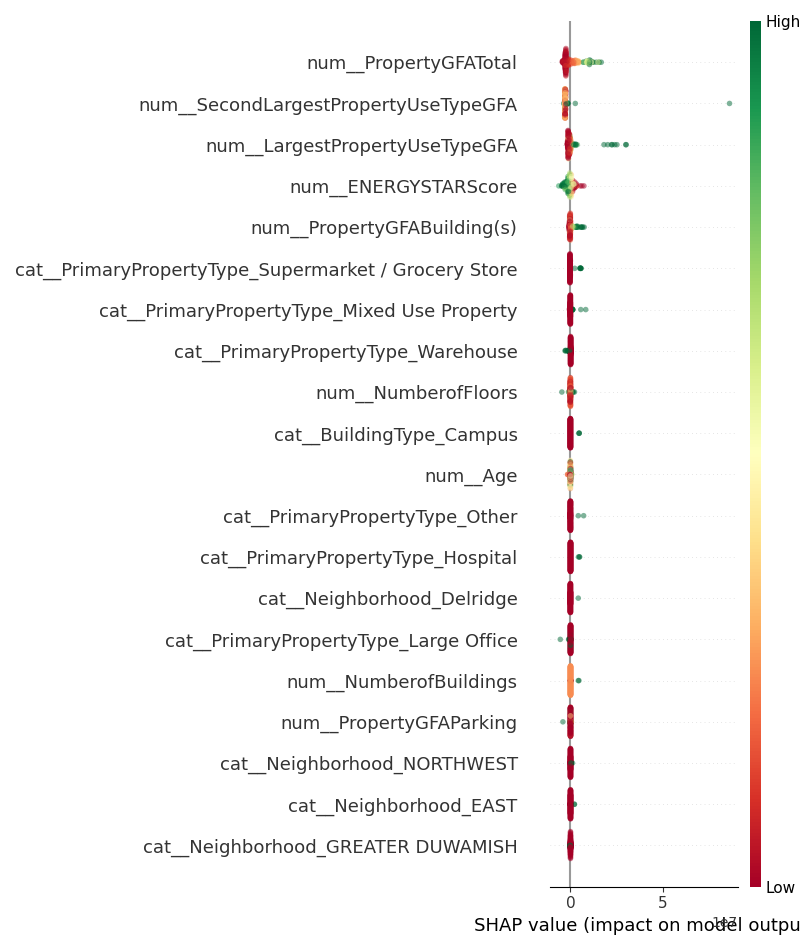 High
num__PropertyGFATotal
num__SecondLargestPropertyUseTypeGFA
num__LargestPropertyUseTypeGFA
num__ENERGYSTARScore
num__PropertyGFABuilding(s)
cat__PrimaryPropertyType_Supermarket / Grocery Store
cat__PrimaryPropertyType_Mixed Use Property
cat__PrimaryPropertyType_Warehouse
num__NumberofFloors
cat__BuildingType_Campus
num__Age
cat__PrimaryPropertyType_Other
cat__PrimaryPropertyType_Hospital
cat__Neighborhood_Delridge
cat__PrimaryPropertyType_Large Office
num__NumberofBuildings
num__PropertyGFAParking
cat__Neighborhood_NORTHWEST
cat__Neighborhood_EAST
cat__Neighborhood_GREATER DUWAMISH
Low
0 5
1e7
SHAP value (impact on model outpu